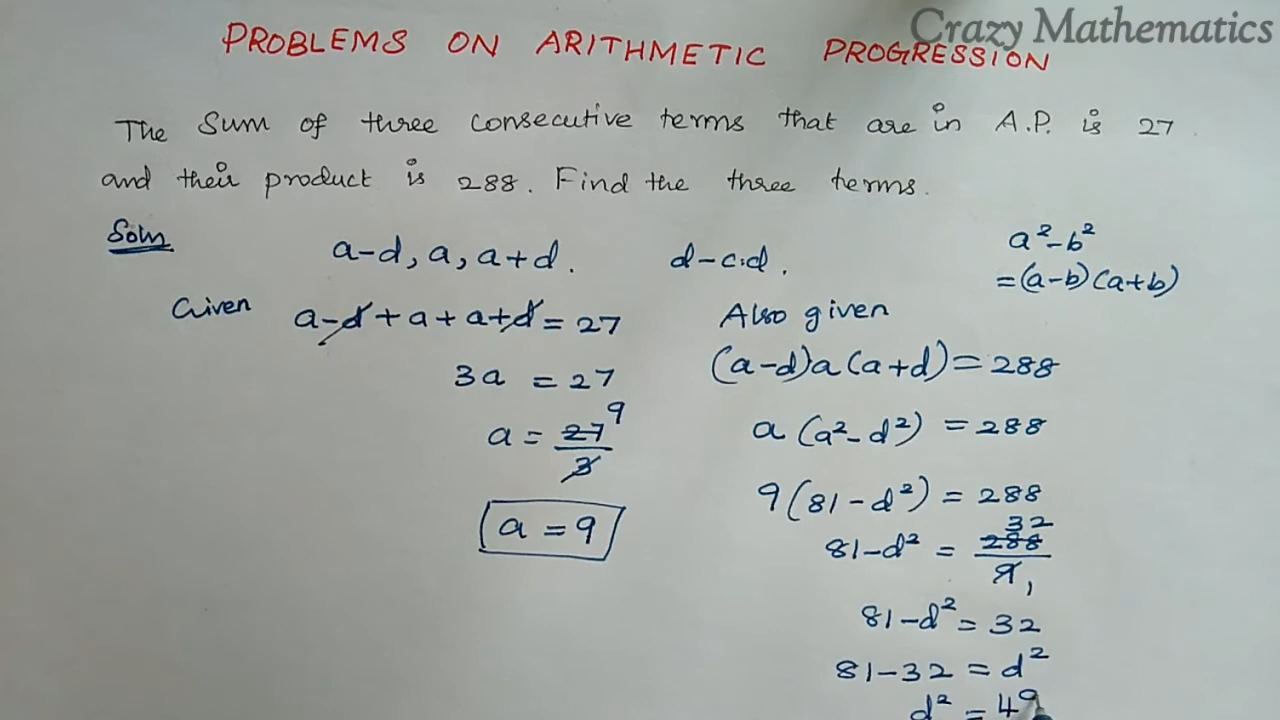 Crazy Mathematics
PROBLEMS ON ARITHMETIC PROGRESSION
The Sum of three consecutive terms that are in A.P. is 27
and their product is 288. Find the three terms.
Soln
a-d, a, a+d. d-c.d.
a²-b²
=(a-b)(a+b)
Given a-d+a+a+d=27
3a = 27
a = 27/3 9
a = 9
Also given
(a-d)a(a+d)=288
a(a²-d²) = 288
9(81-d²) = 288
81-d² = 288/9 32 1
81-d² = 32
81-32 = d²
d² = 49